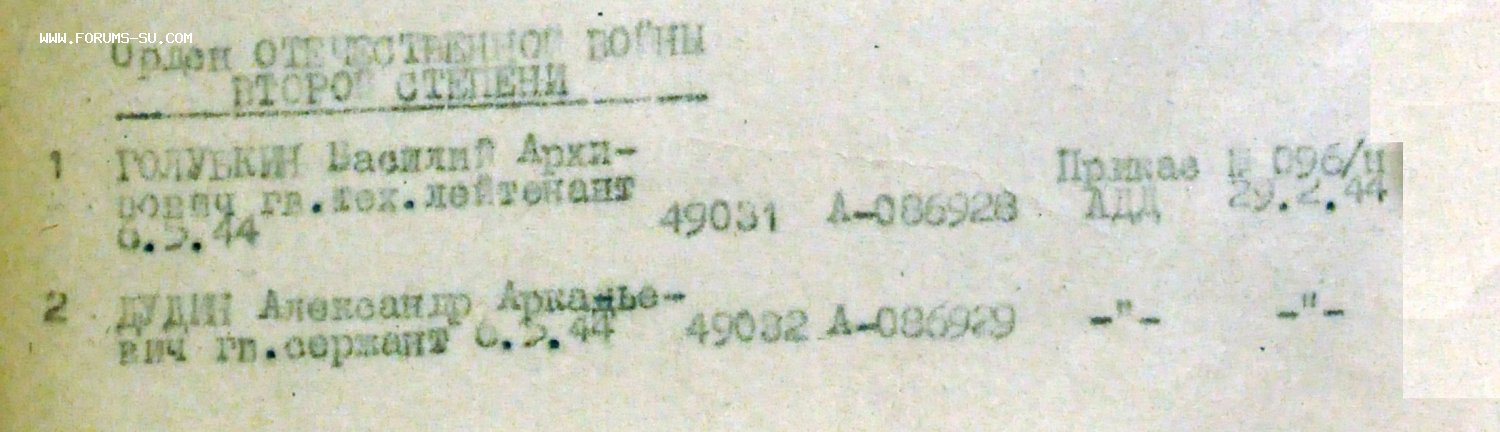 WWW.FORUMS-SU.COM
Орден ОТЕЧЕСТВЕННОЙ ВОЙНЫ
ВТОРОЙ СТЕПЕНИ
1 ГОЛУБКИН Василий Архи-
пович гв.тех.лейтенант 49031 А-086928 Приказ № 096/н
6.5.44 АДД 29.2.44
2 ДУДИН Александр Аркадье-
вич гв.сержант 6.5.44 49032 А-086929 -"- -"-